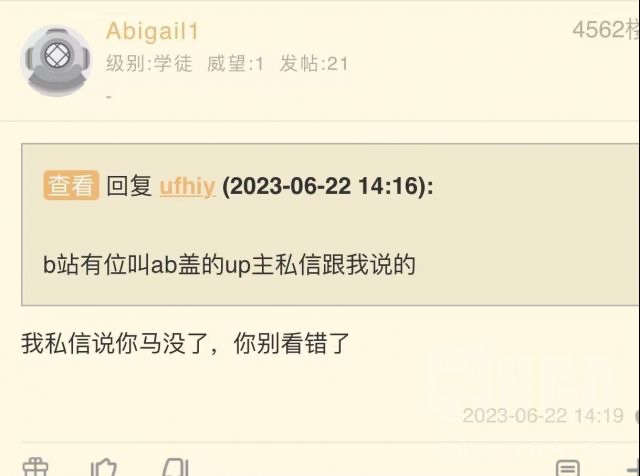 Abigail1
4562楼
级别:学徒 威望:1 发帖:21
-
查看 回复 ufhiy (2023-06-22 14:16):
b站有位叫ab盖的up主私信跟我说的
我私信说你马没了，你别看错了
NGA
2023-06-22 14:19